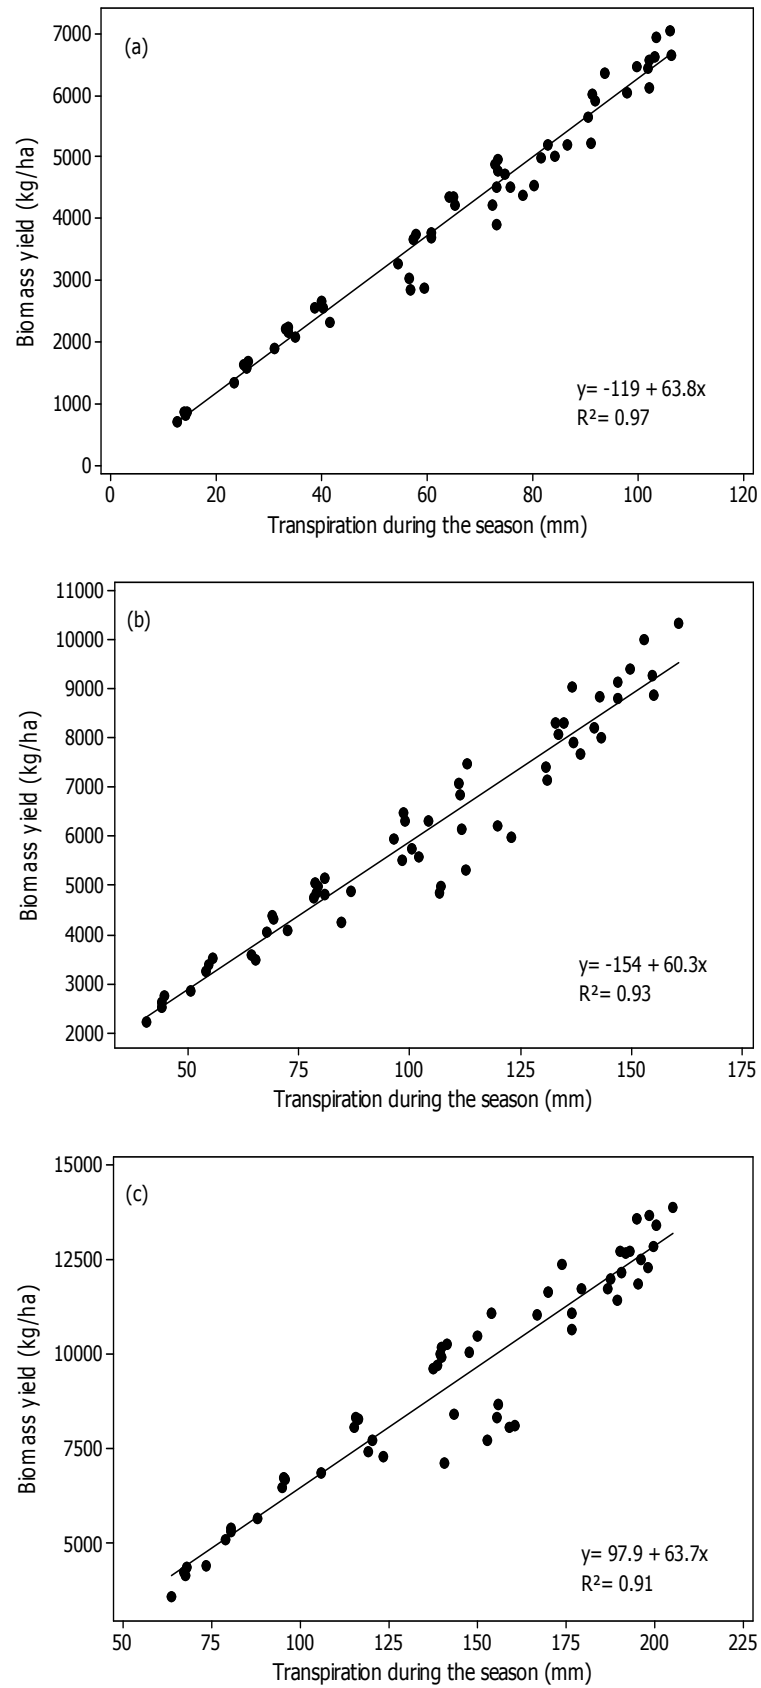 (a)
7000
6000
5000
4000
3000
2000
1000
0
Biomass yield (kg/ha)
y= -119 + 63.8x
R²= 0.97
0 20 40 60 80 100 120
Transpiration during the season (mm)
(b)
11000
10000
9000
8000
7000
6000
5000
4000
3000
2000
Biomass yield (kg/ha)
y= -154 + 60.3x
R²= 0.93
50 75 100 125 150 175
Transpiration during the season (mm)
(c)
15000
12500
10000
7500
5000
Biomass yield (kg/ha)
y= 97.9 + 63.7x
R²= 0.91
50 75 100 125 150 175 200 225
Transpiration during the season (mm)